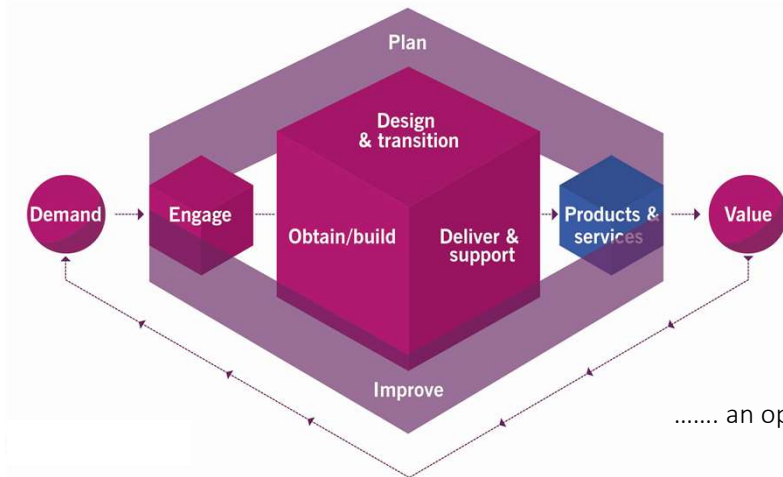 Plan
Design
& transition
Demand
Engage
Obtain/build
Deliver &
support
Products &
services
Value
Improve
....... an op